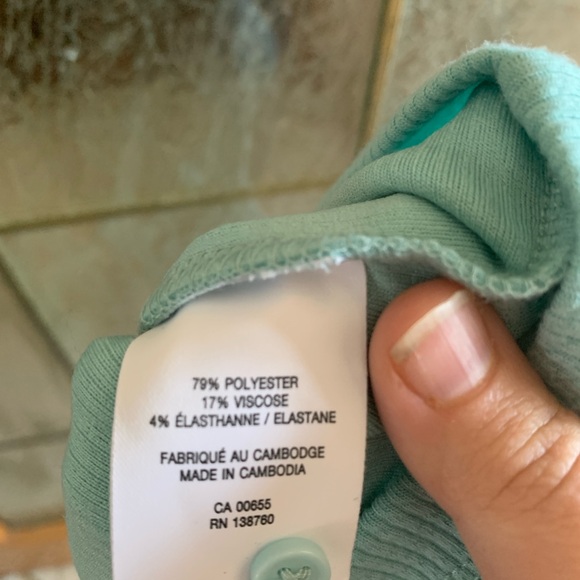 79% POLYESTER
17% VISCOSE
4% ÉLASTHANNE / ELASTANE
FABRIQUÉ AU CAMBODGE
MADE IN CAMBODIA
CA 00655
RN 138760